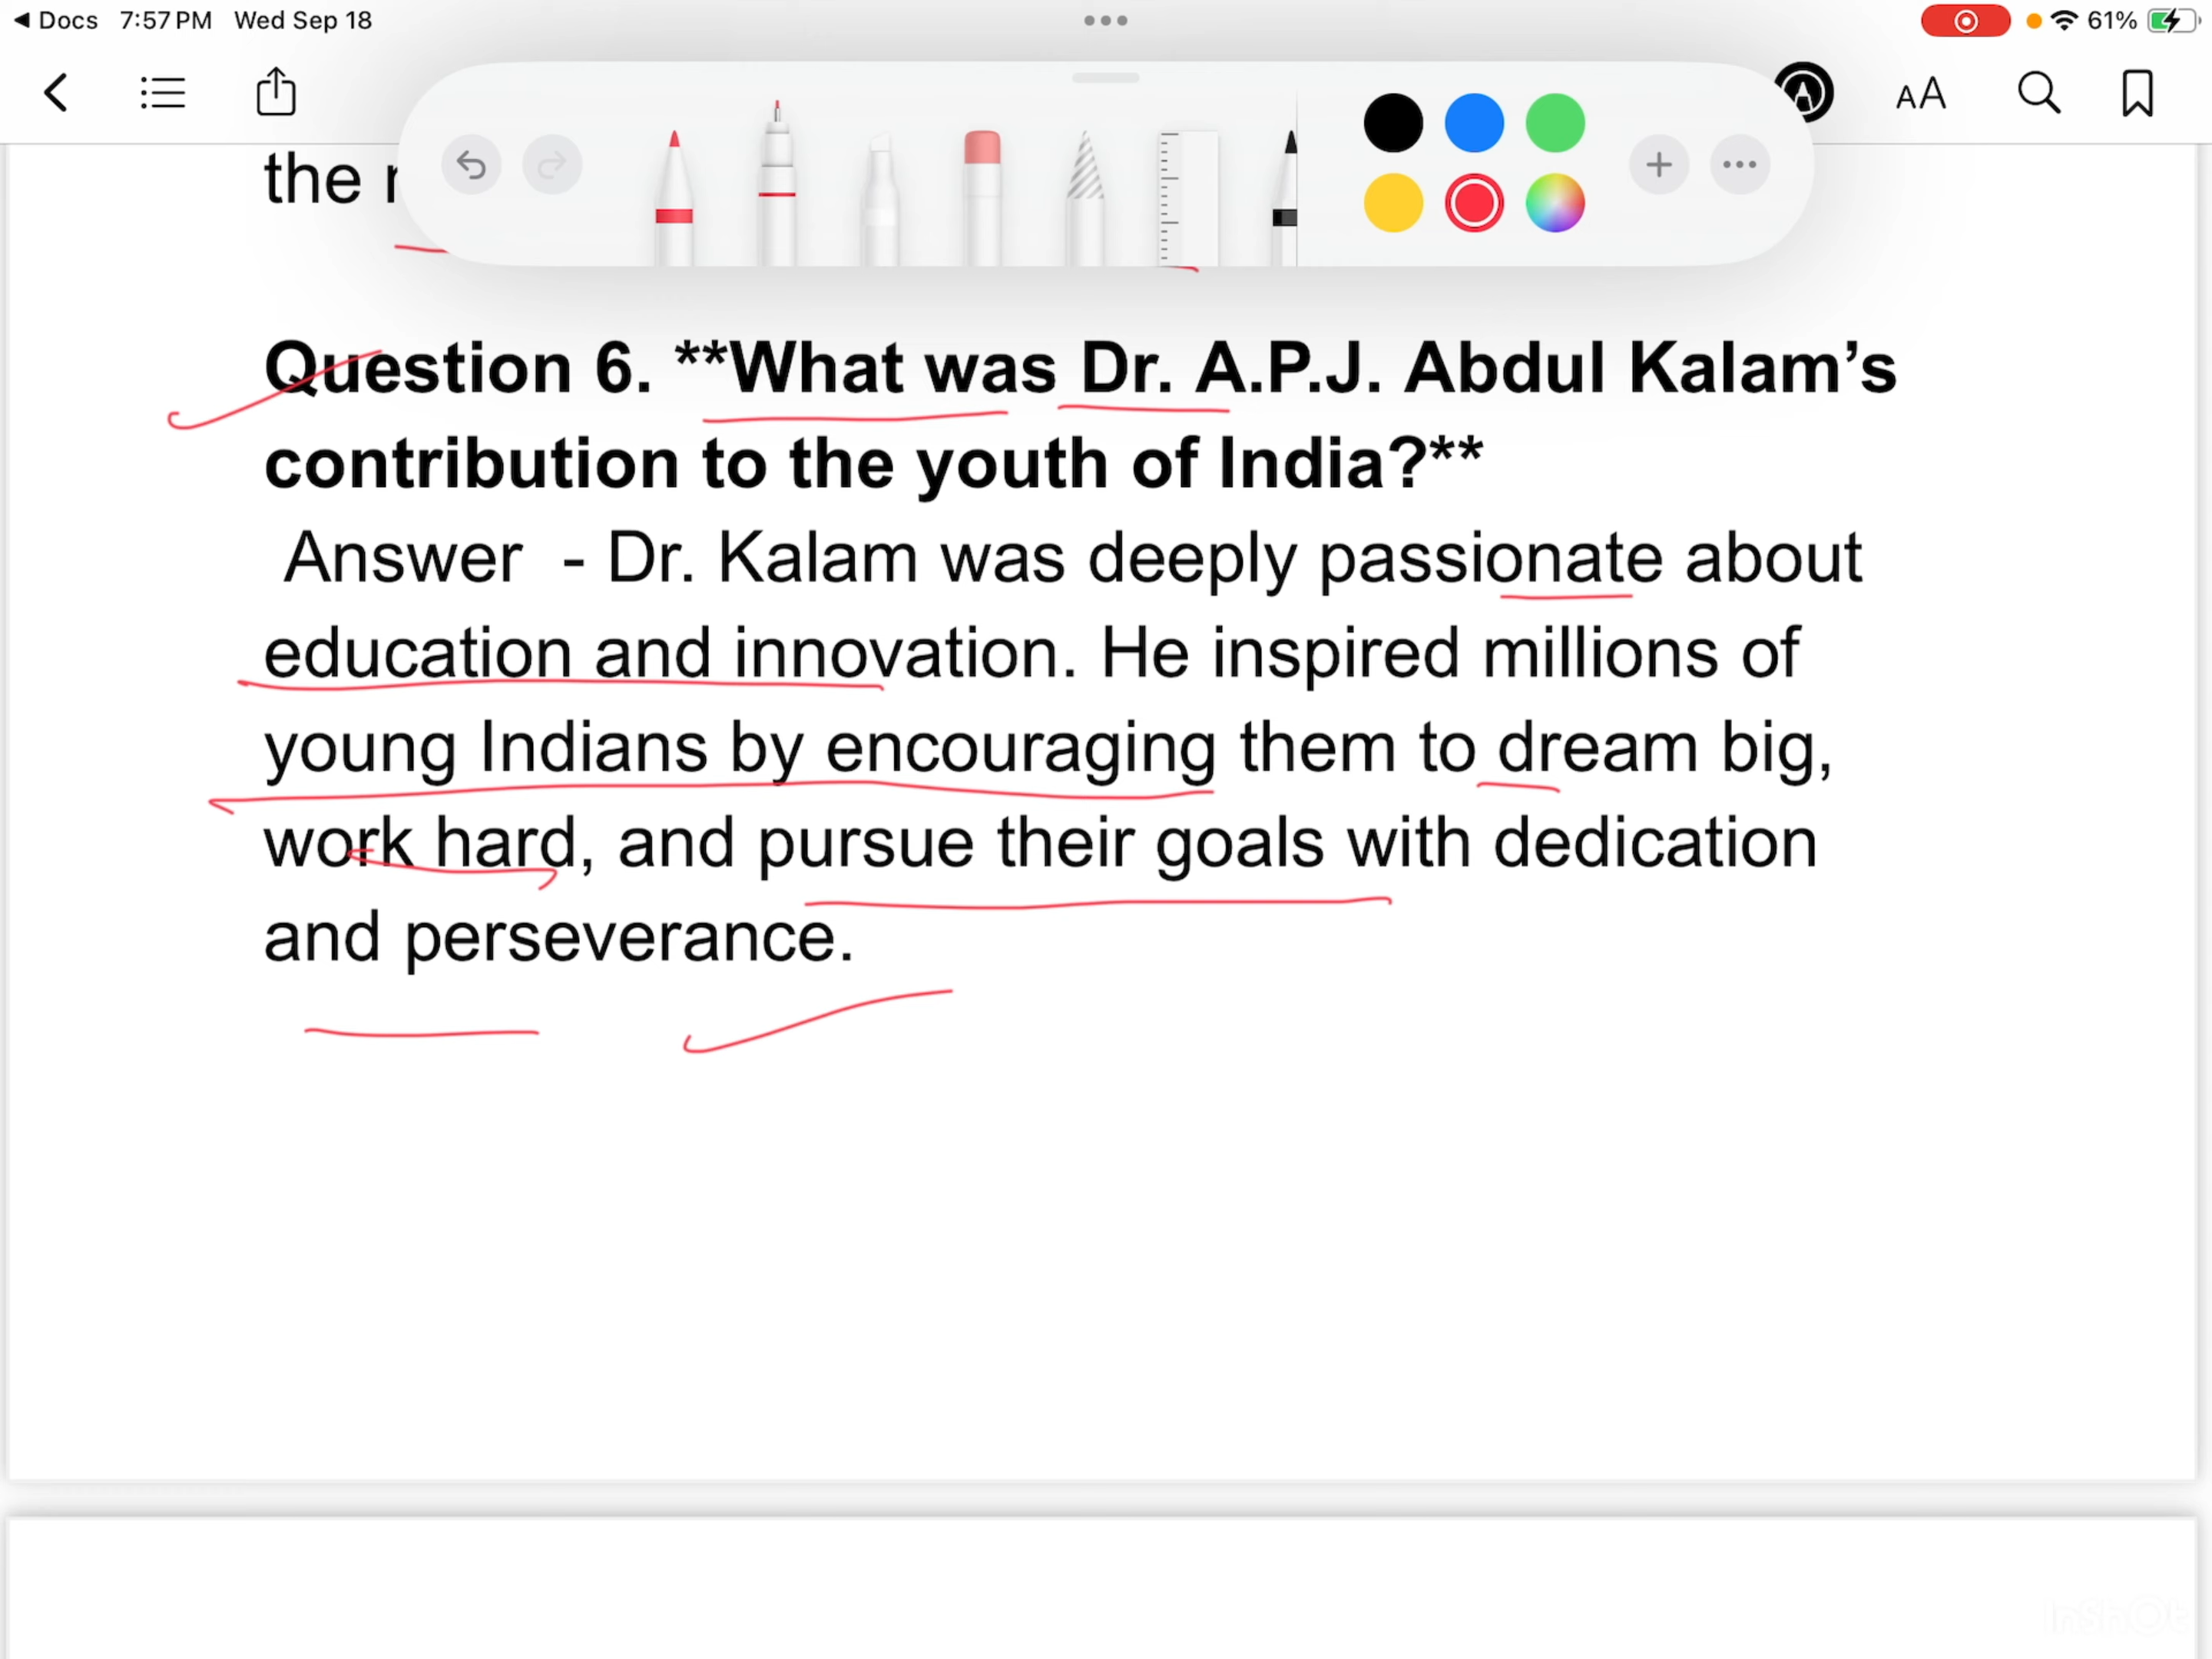 ◀ Docs 7:57 PM Wed Sep 18 61%
AA
the
Question 6. **What was Dr. A.P.J. Abdul Kalam’s
contribution to the youth of India?**
Answer - Dr. Kalam was deeply passionate about
education and innovation. He inspired millions of
young Indians by encouraging them to dream big,
work hard, and pursue their goals with dedication
and perseverance.
InShOt